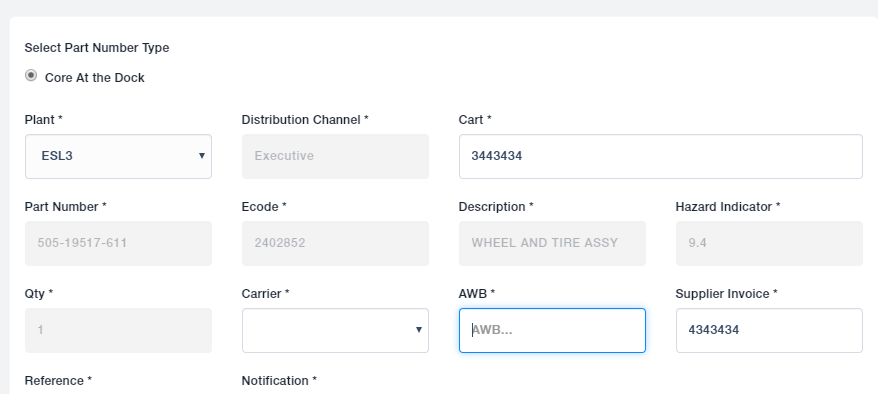 Select Part Number Type
Core At the Dock
Plant * Distribution Channel * Cart *
ESL3 Executive 3443434
Part Number * Ecode * Description * Hazard Indicator *
505-19517-611 2402852 WHEEL AND TIRE ASSY 9.4
Qty * Carrier * AWB * Supplier Invoice *
1 AWB... 4343434
Reference * Notification *